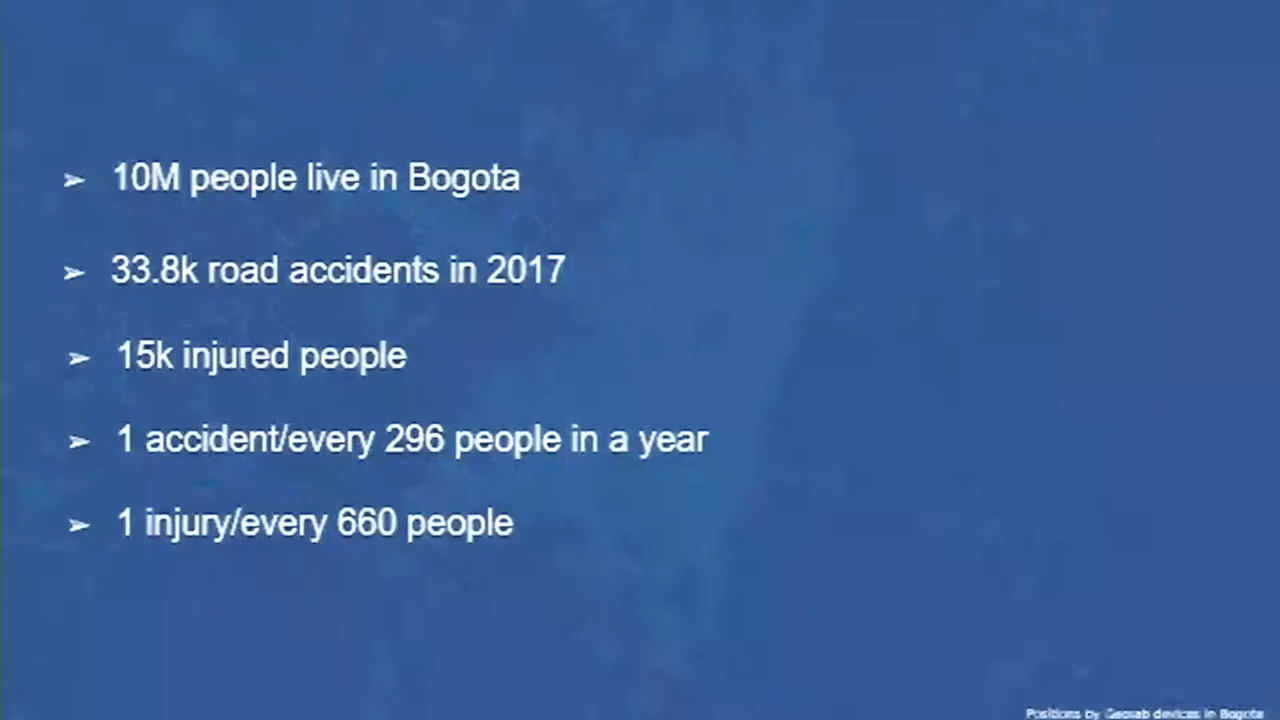 ➢ 10M people live in Bogota
➢ 33.8k road accidents in 2017
➢ 15k injured people
➢ 1 accident/every 296 people in a year
➢ 1 injury/every 660 people
Positions by Geotab devices in Bogota